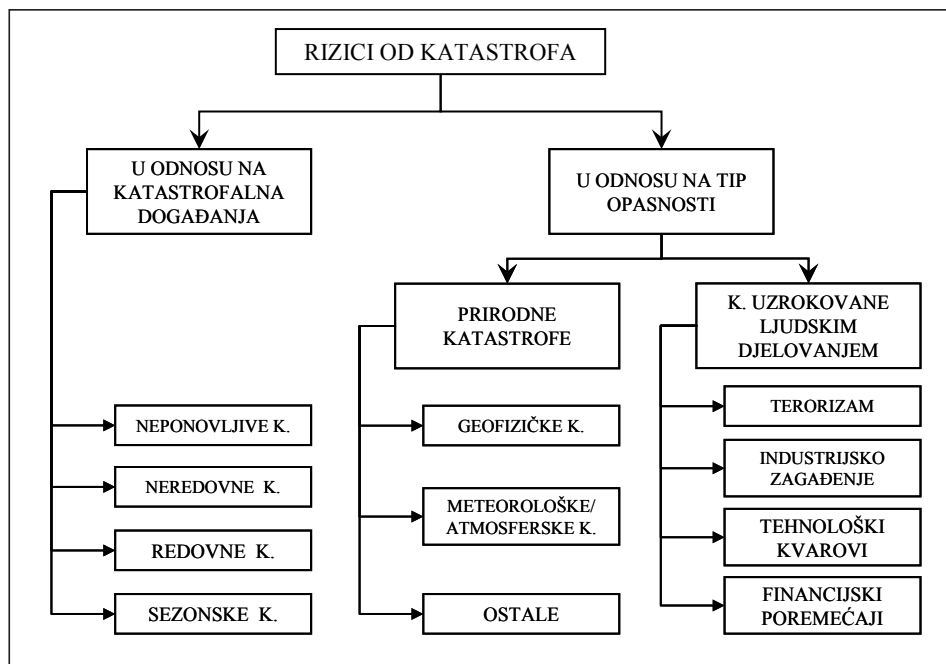 RIZICI OD KATASTROFA
U ODNOSU NA
KATASTROFALNA
DOGAĐANJA
U ODNOSU NA TIP
OPASNOSTI
PRIRODNE
KATASTROFE
K. UZROKOVANE
LJUDSKIM
DJELOVANJEM
NEPONOVLJIVE K.
NEREDOVNE K.
REDOVNE K.
SEZONSKE K.
GEOFIZIČKE K.
METEOROLOŠKE/
ATMOSFERSKE K.
OSTALE
TERORIZAM
INDUSTRIJSKO
ZAGAĐENJE
TEHNOLOŠKI
KVAROVI
FINANCIJSKI
POREMEĆAJI